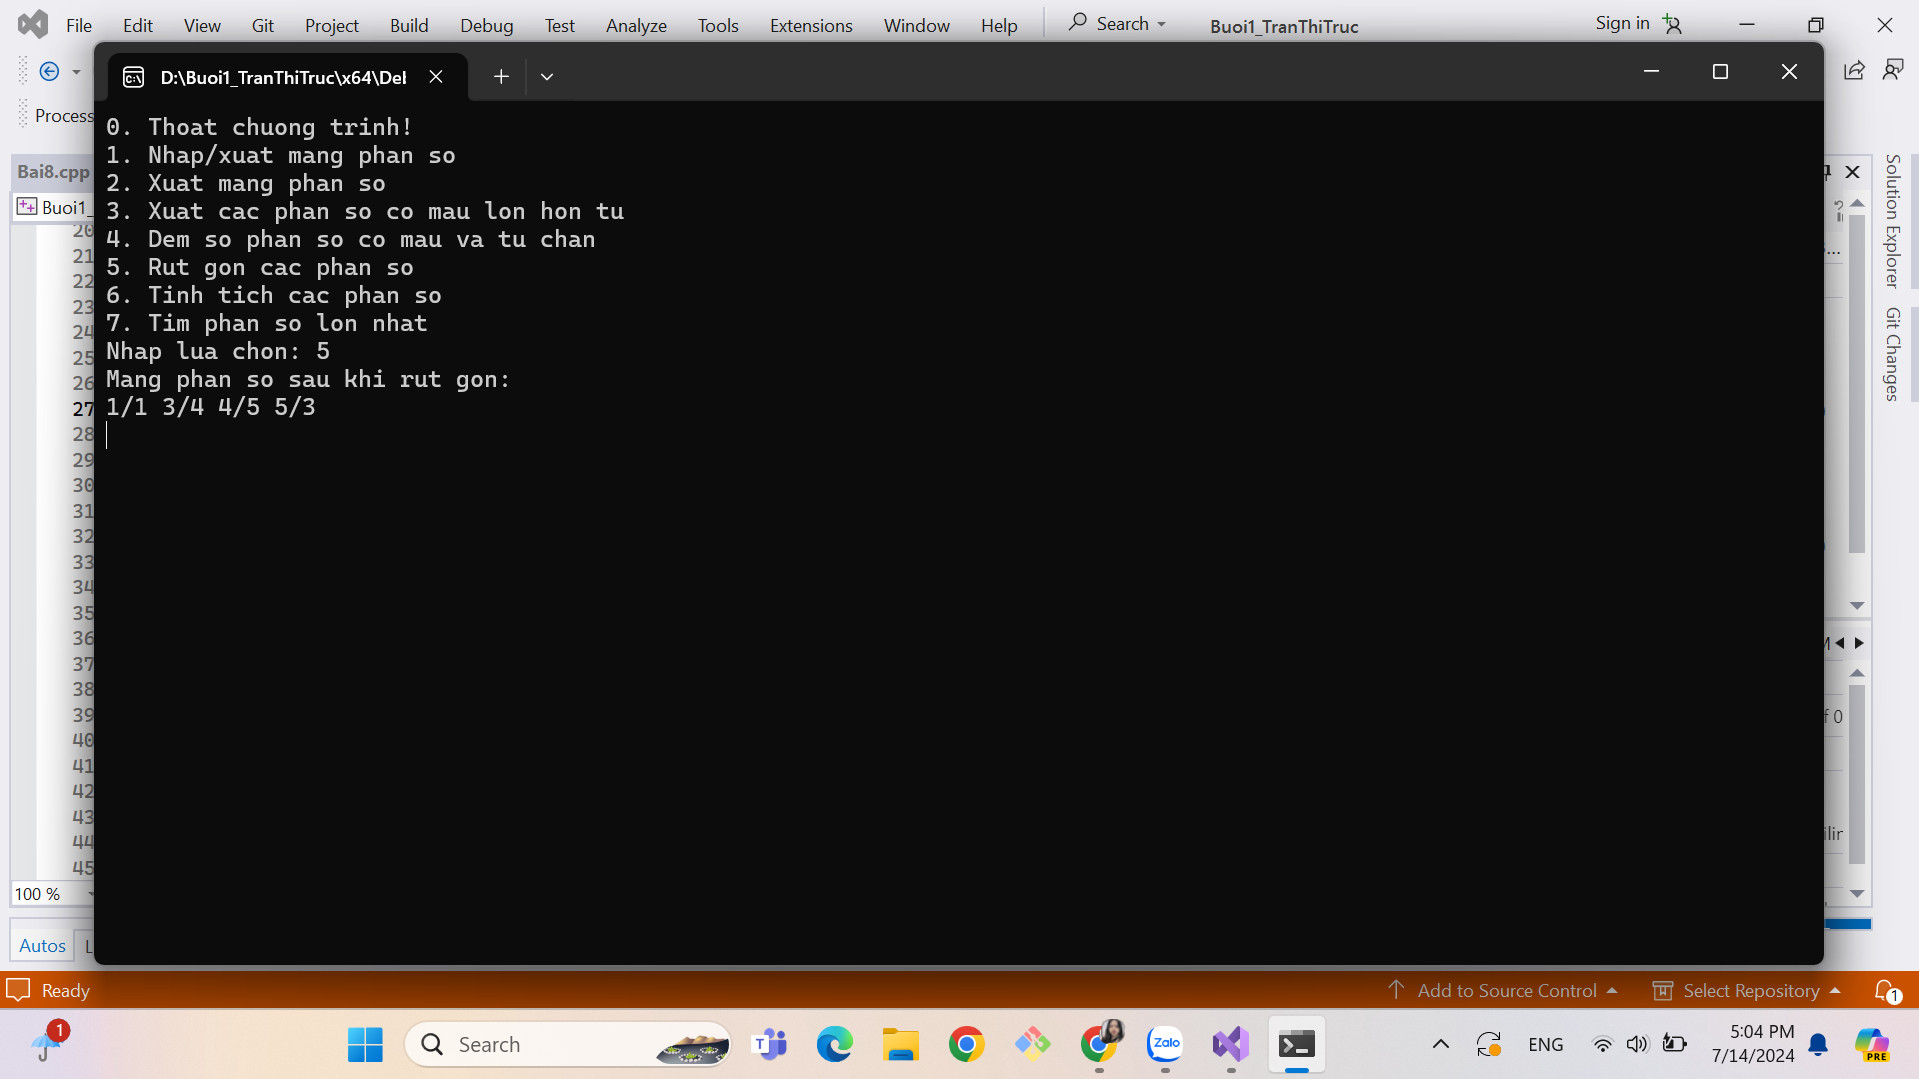 File Edit View Git Project Build Debug Test Analyze Tools Extensions Window Help Search Buoi1_TranThiTruc Sign in
D:\Buoi1_TranThiTruc\x64\Del
Process
Bai8.cpp
Buoi1_
0. Thoat chuong trinh!
1. Nhap/xuat mang phan so
2. Xuat mang phan so
3. Xuat cac phan so co mau lon hon tu
4. Dem so phan so co mau va tu chan
5. Rut gon cac phan so
6. Tinh tich cac phan so
7. Tim phan so lon nhat
Nhap lua chon: 5
Mang phan so sau khi rut gon:
1/1 3/4 4/5 5/3
20
21
22
23
24
25
26
27
28
29
30
31
32
33
34
35
36
37
38
39
40
41
42
43
44
45
100 %
Autos
Solution Explorer
Git Changes
f 0
Ready
Add to Source Control
Select Repository
1
1
Search
Zalo
ENG
5:04 PM
7/14/2024
PRE